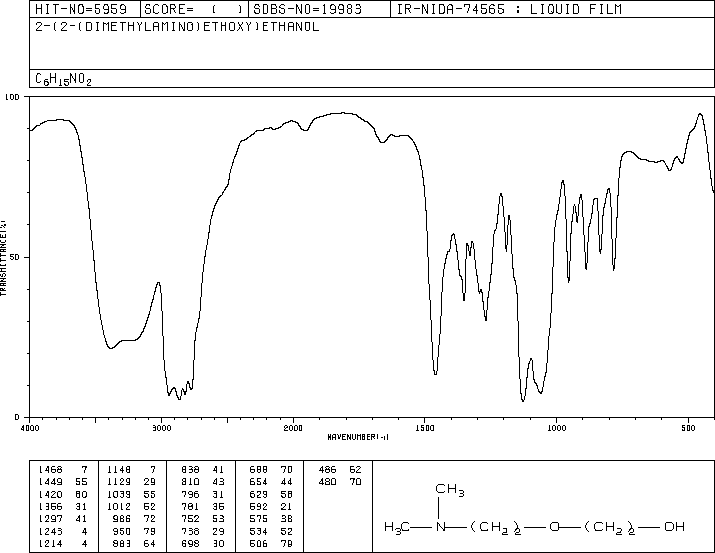 HIT-NO=5959 SCORE= ( ) SDBS-NO=19983 IR-NIDA-74565 : LIQUID FILM
2-(2-(DIMETHYLAMINO)ETHOXY)ETHANOL
C6H15NO2
100
TRANSMITTANCE(%)
50
0
4000 3000 2000 1500 1000 500
WAVENUMBER(-1)
1468 7 1148 7 838 41 688 70 486 62
1449 55 1129 29 810 43 654 44 480 70
1420 80 1039 55 796 31 629 58
1366 31 1012 62 781 36 592 21
1297 41 986 72 752 53 575 38
1243 4 950 79 738 29 534 52
1214 4 983 64 698 30 506 79
CH3
H3C N (CH2)2 O (CH2)2 OH